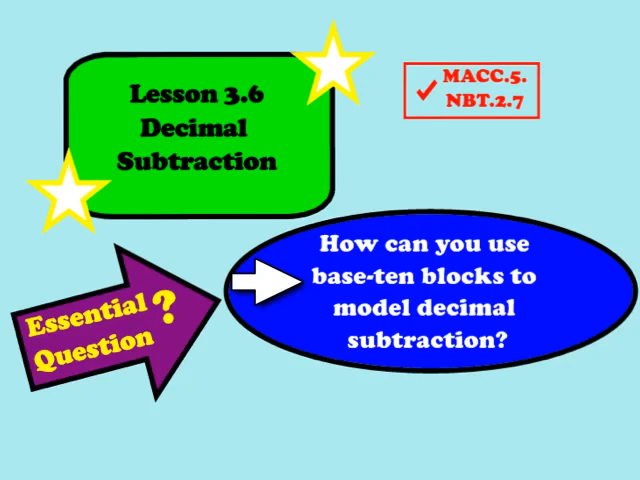 Lesson 3.6
Decimal
Subtraction
MACC.5.
NBT.2.7
Essential
Question
?
How can you use
base-ten blocks to
model decimal
subtraction?